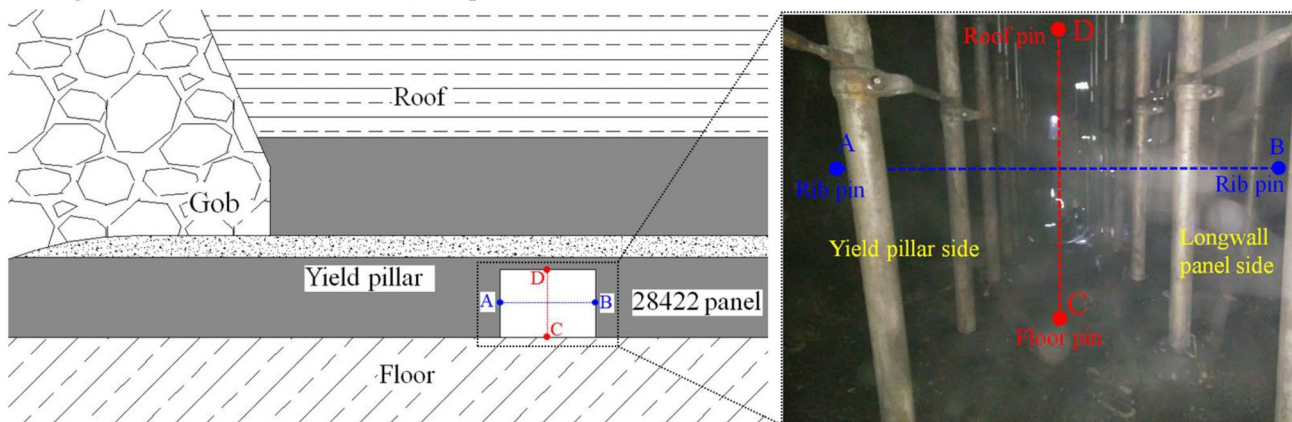 Roof
Gob
Yield pillar
D
A
B
C
28422 panel
Floor
Roof pin
D
A
B
Rib pin
Rib pin
Yield pillar side
Longwall
panel side
C
Floor pin